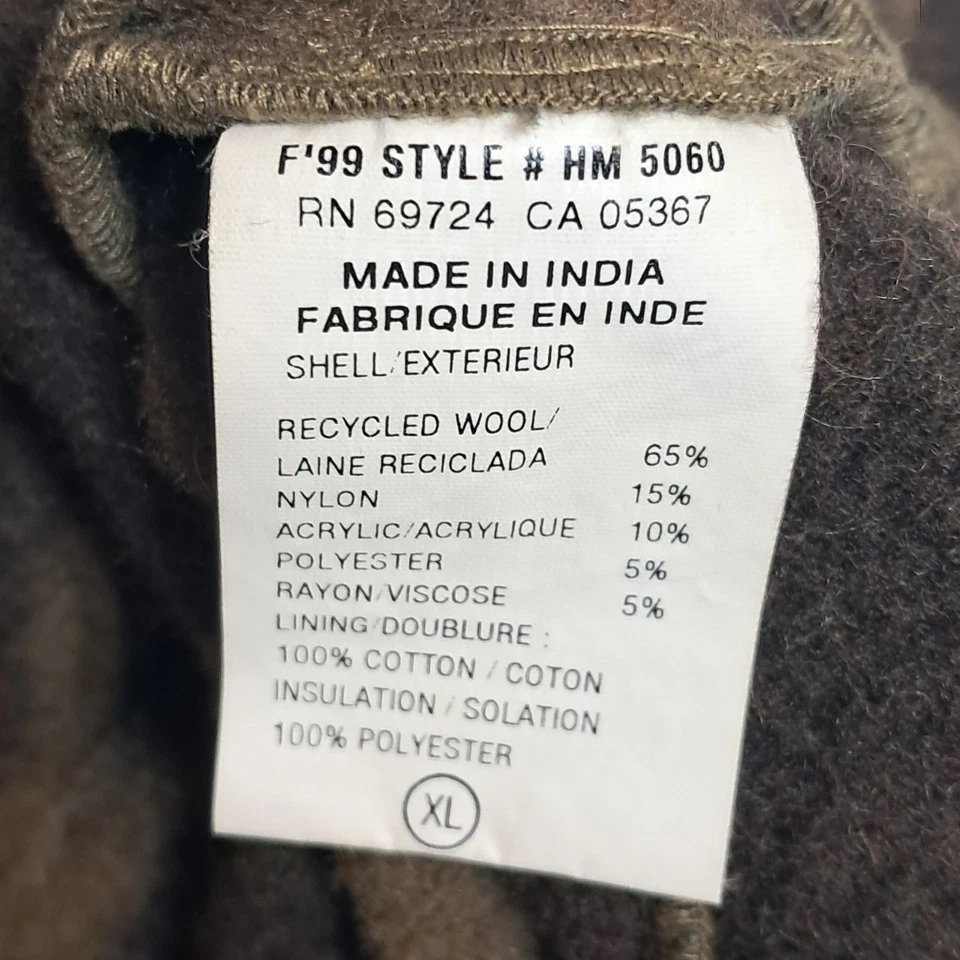 F'99 STYLE # HM 5060
RN 69724 CA 05367
MADE IN INDIA
FABRIQUE EN INDE
SHELL/EXTERIEUR
RECYCLED WOOL/
LAINE RECICLADA 65%
NYLON 15%
ACRYLIC/ACRYLIQUE 10%
POLYESTER 5%
RAYON/VISCOSE 5%
LINING/DOUBLURE :
100% COTTON / COTON
INSULATION / SOLATION
100% POLYESTER
XL